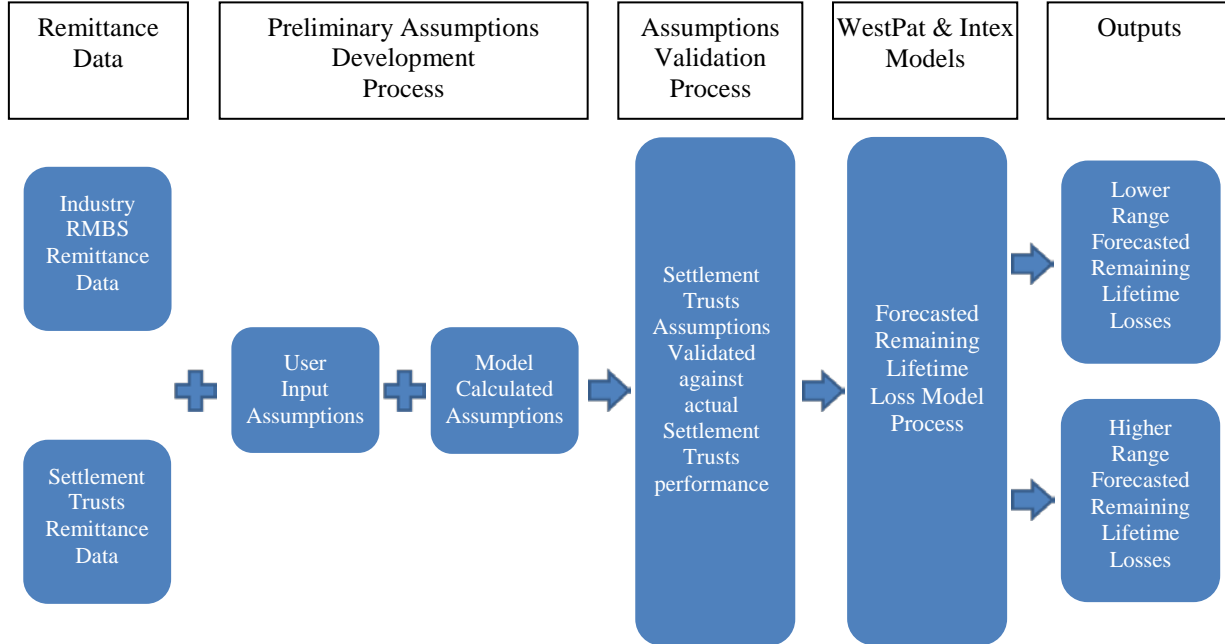 Remittance
Data
Preliminary Assumptions
Development
Process
Assumptions
Validation
Process
WestPat & Intex
Models
Outputs
Industry
RMBS
Remittance
Data
Settlement
Trusts
Remittance
Data
User
Input
Assumptions
Model
Calculated
Assumptions
Settlement
Trusts
Assumptions
Validated
against
actual
Settlement
Trusts
performance
Forecasted
Remaining
Lifetime
Loss Model
Process
Lower
Range
Forecasted
Remaining
Lifetime
Losses
Higher
Range
Forecasted
Remaining
Lifetime
Losses